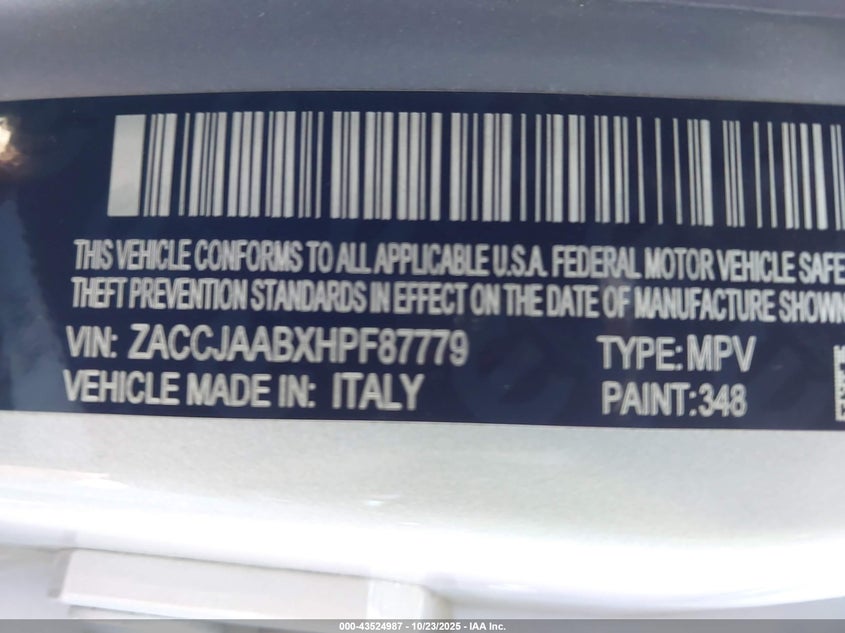 THIS VEHICLE CONFORMS TO ALL APPLICABLE U.S.A. FEDERAL MOTOR VEHICLE SAFE
THEFT PREVENTION STANDARDS IN EFFECT ON THE DATE OF MANUFACTURE SHOWN
VIN: ZACCJAABXHPF87779 TYPE: MPV
VEHICLE MADE IN: ITALY PAINT: 348
000-43524987 - 10/23/2025 - IAA Inc.